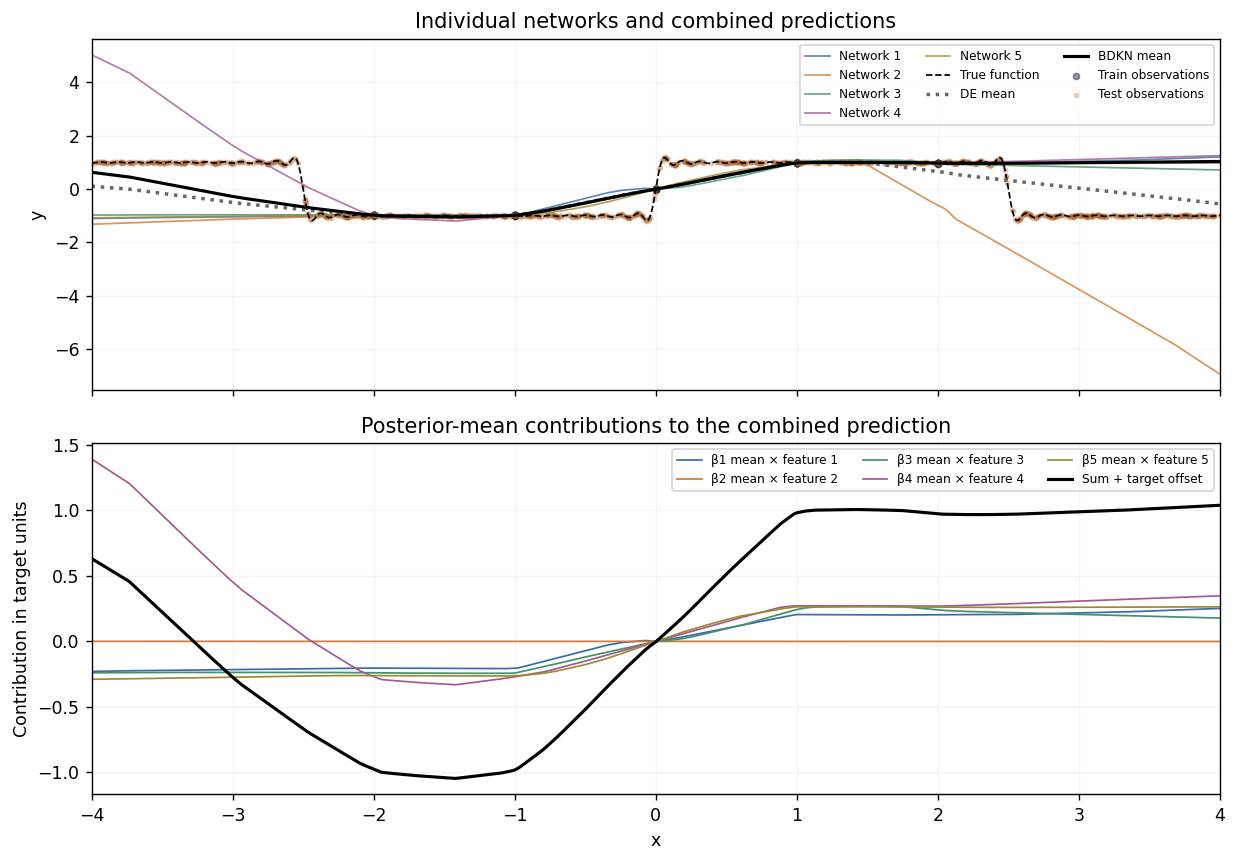 Individual networks and combined predictions
Network 1
Network 2
Network 3
Network 4
Network 5
True function
DE mean
BDKN mean
Train observations
Test observations
y
4
2
0
−2
−4
−6
Posterior-mean contributions to the combined prediction
β1 mean × feature 1
β2 mean × feature 2
β3 mean × feature 3
β4 mean × feature 4
β5 mean × feature 5
Sum + target offset
Contribution in target units
1.5
1.0
0.5
0.0
−0.5
−1.0
−4 −3 −2 −1 0 1 2 3 4
x